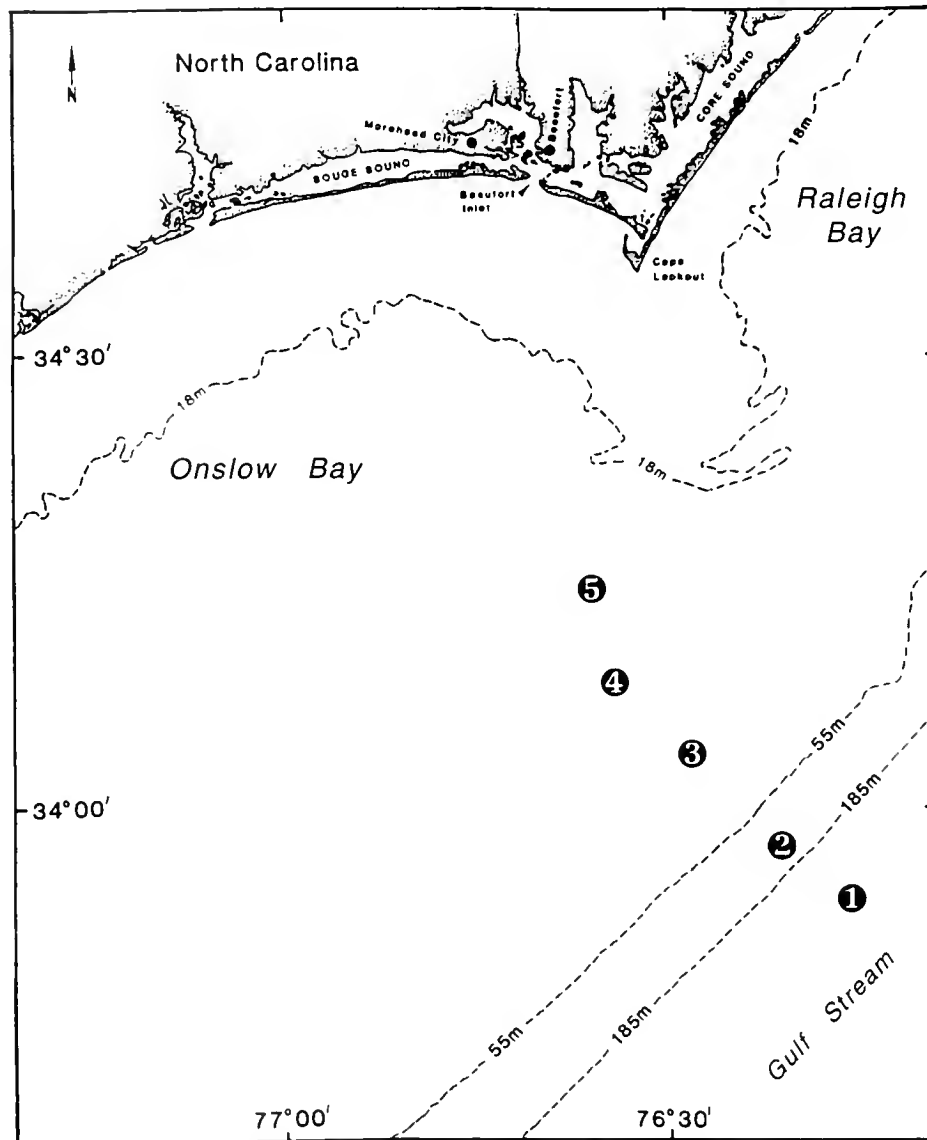 N
North Carolina
Morehead City
Beaufort
CORE SOUND
BOUGE SOUND
Beaufort
Inlet
Cape
Lookout
18m
Raleigh
Bay
34°30'
18m
Onslow Bay
18m
5
4
3
55m
185m
34°00'
2
1
55m
185m
Gulf Stream
77°00'
76°30'